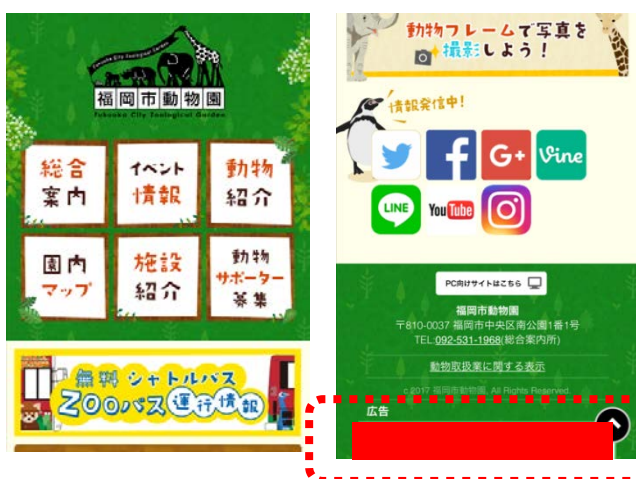 Fukuoka City Zoological Garden
福岡市動物園
Fukuoka City Zoological Garden
総合
案内
イベント
情報
動物
紹介
園内
マップ
施設
紹介
動物
サポーター
募集
無料 シャトルバス
ZOOバス 運行情報
動物フレームで写真を
撮影しよう！
情報発信中!
G+
Vine
LINE
You Tube
PC向けサイトはこちら
福岡市動物園
〒810-0037 福岡市中央区南公園1番1号
TEL.092-531-1968(総合案内所)
動物取扱業に関する表示
c 2017 福岡市動物園, All Rights Reserved.
広告